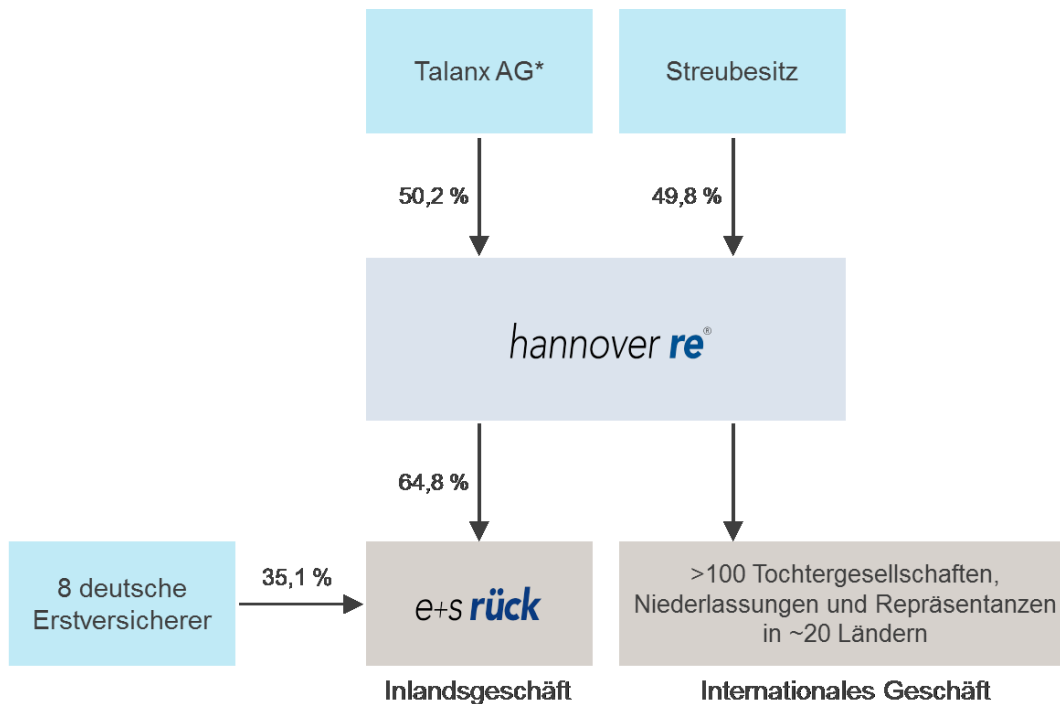 Talanx AG*
Streubesitz
50,2 %
49,8 %
hannover re®
64,8 %
8 deutsche
Erstversicherer
35,1 %
e+s rück
>100 Tochtergesellschaften,
Niederlassungen und Repräsentanzen
in ~20 Ländern
Inlandsgeschäft
Internationales Geschäft